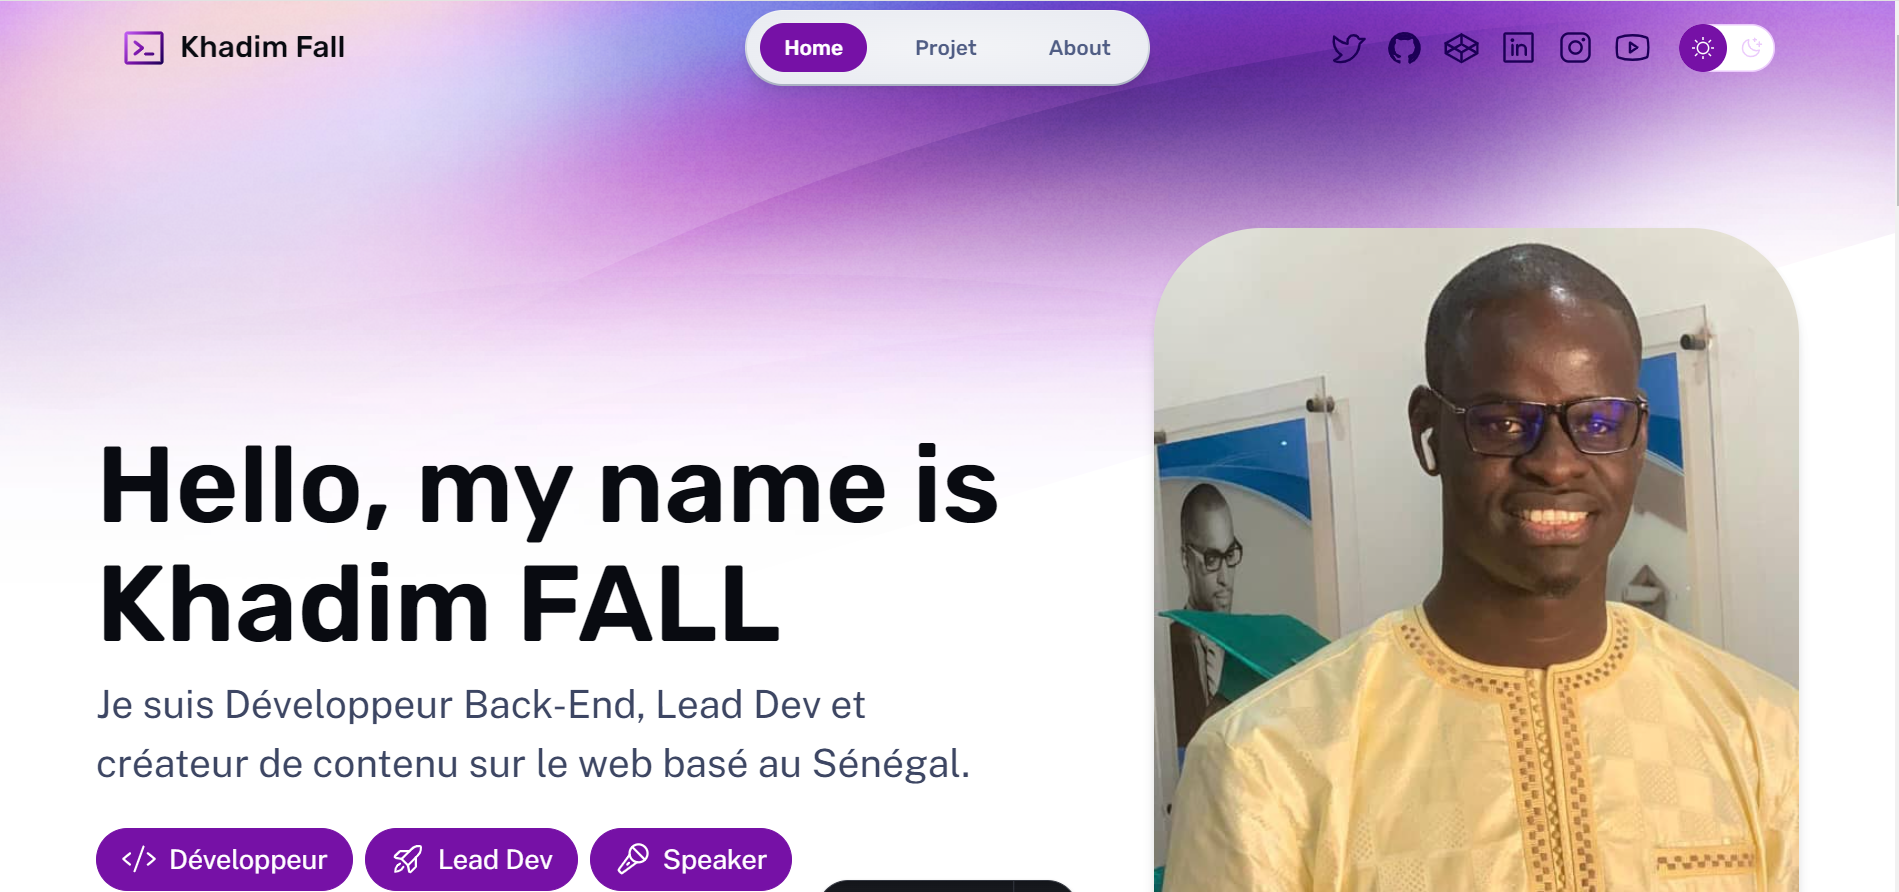 Khadim Fall
Home
Projet
About
Hello, my name is
Khadim FALL
Je suis Développeur Back-End, Lead Dev et
créateur de contenu sur le web basé au Sénégal.
Développeur
Lead Dev
Speaker